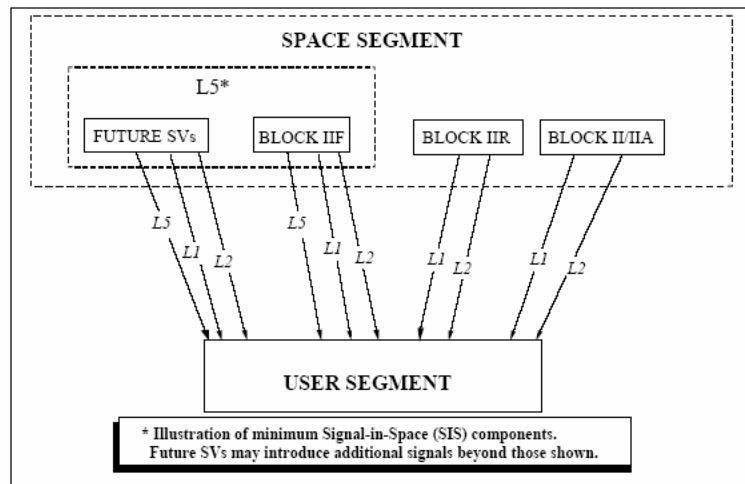 SPACE SEGMENT
L5*
FUTURE SVs
BLOCK IIF
BLOCK IIR
BLOCK II/IIA
L5
L1
L2
L5
L1
L2
L1
L2
L1
L2
USER SEGMENT
* Illustration of minimum Signal-in-Space (SIS) components.
Future SVs may introduce additional signals beyond those shown.